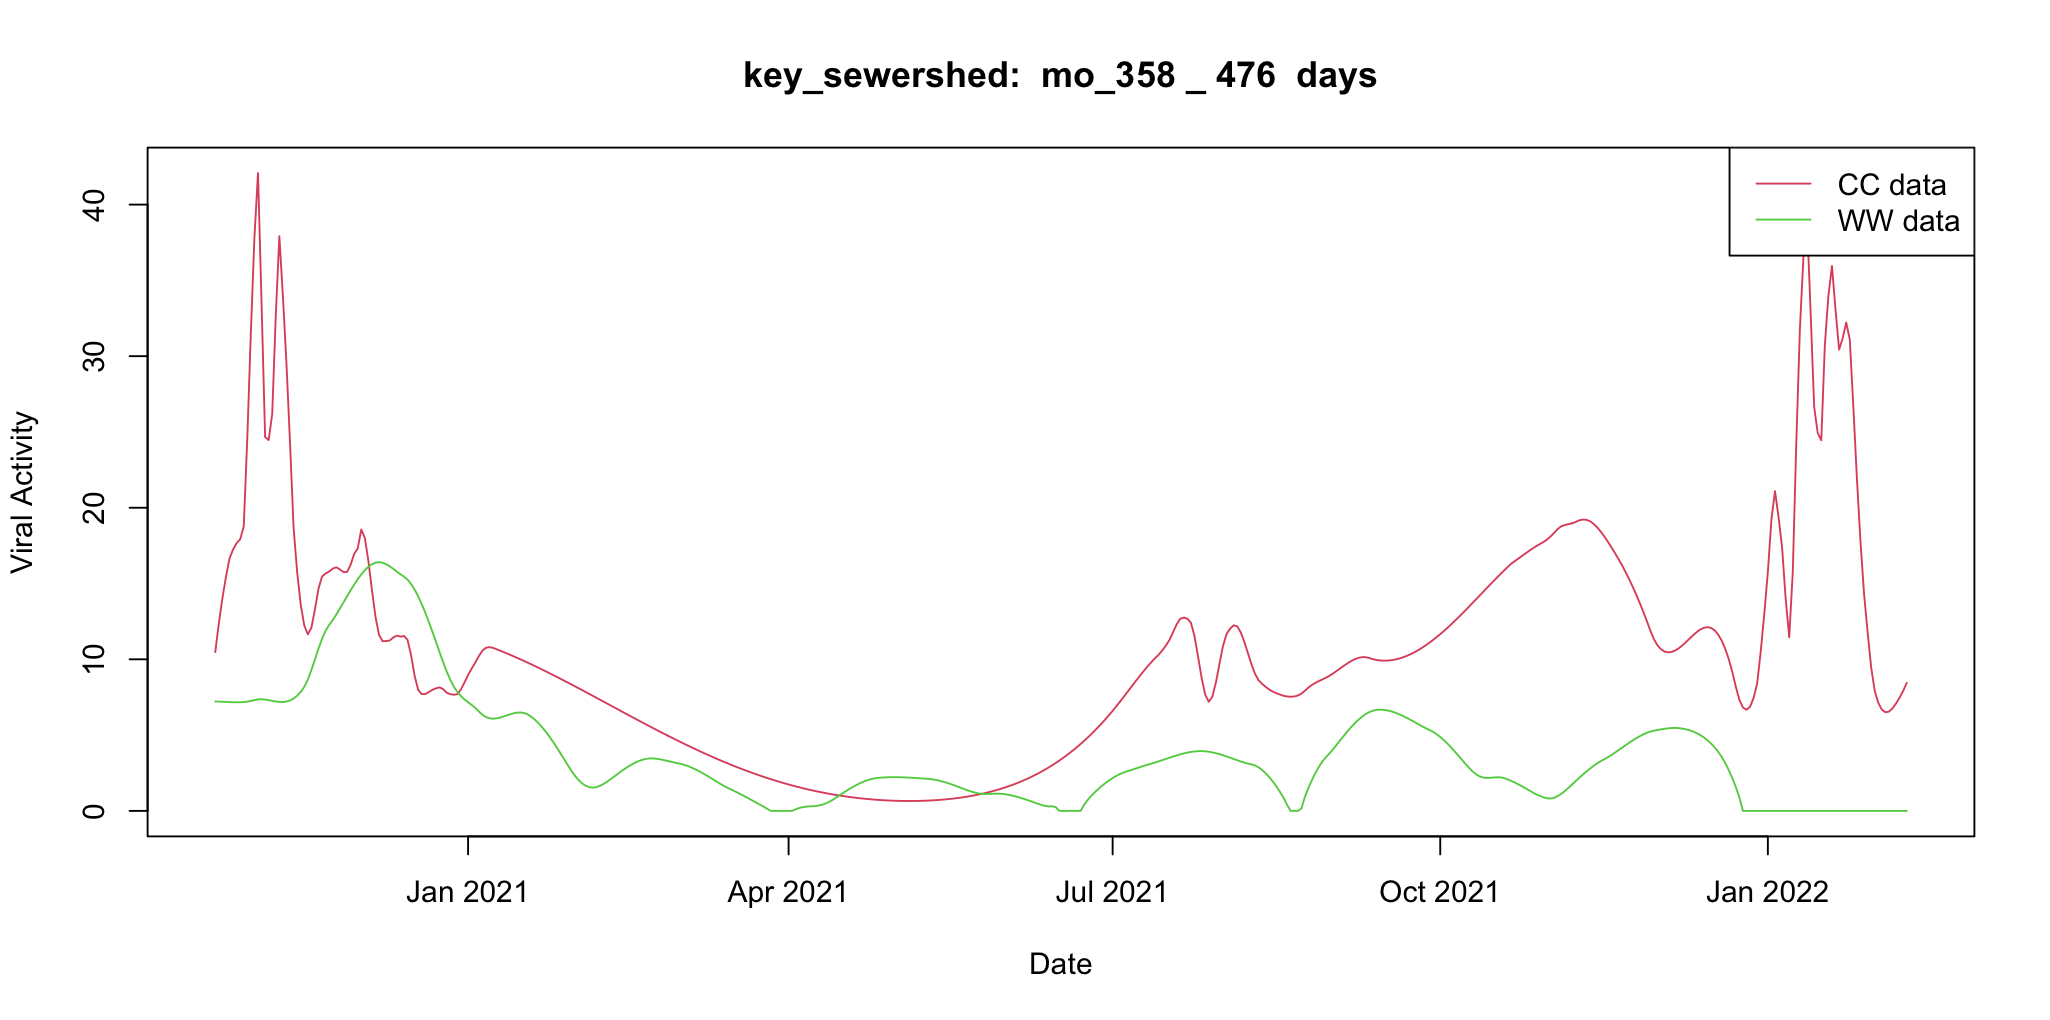 key_sewershed: mo_358 _ 476 days
CC data
WW data
Viral Activity
40
30
20
10
0
Jan 2021
Apr 2021
Jul 2021
Oct 2021
Jan 2022
Date